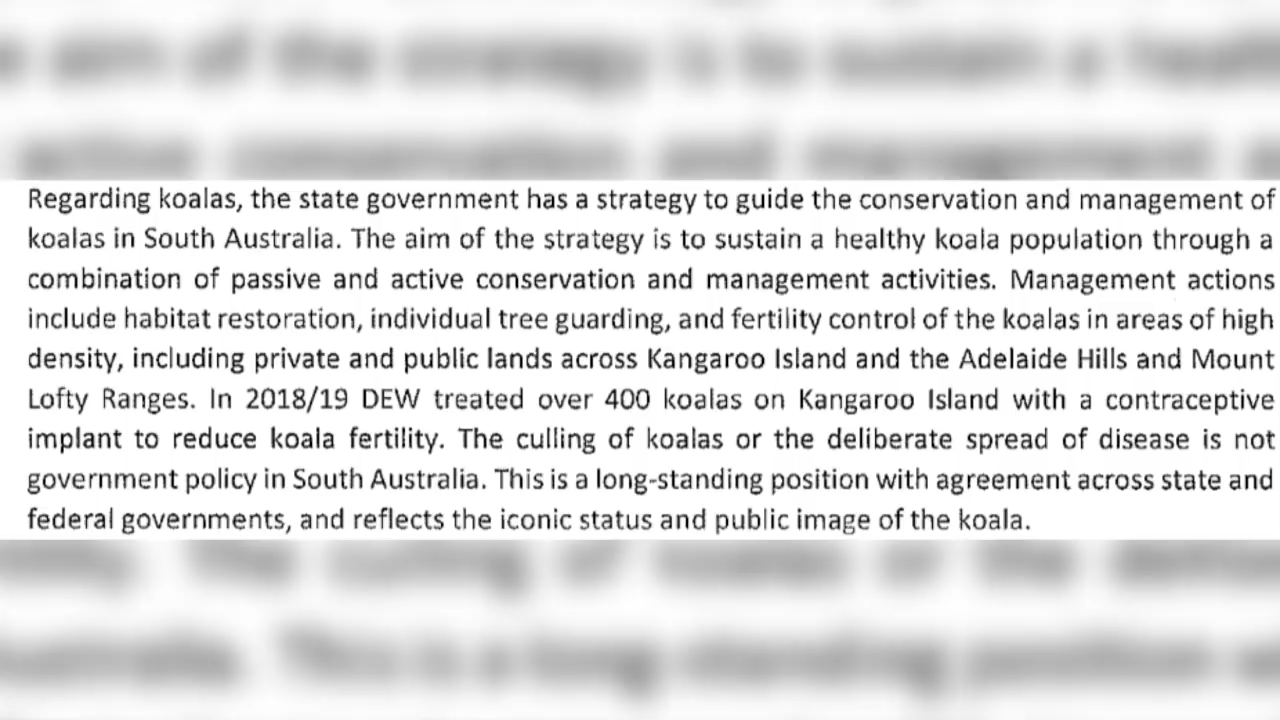 Regarding koalas, the state government has a strategy to guide the conservation and management of
koalas in South Australia. The aim of the strategy is to sustain a healthy koala population through a
combination of passive and active conservation and management activities. Management actions
include habitat restoration, individual tree guarding, and fertility control of the koalas in areas of high
density, including private and public lands across Kangaroo Island and the Adelaide Hills and Mount
Lofty Ranges. In 2018/19 DEW treated over 400 koalas on Kangaroo Island with a contraceptive
implant to reduce koala fertility. The culling of koalas or the deliberate spread of disease is not
government policy in South Australia. This is a long-standing position with agreement across state and
federal governments, and reflects the iconic status and public image of the koala.